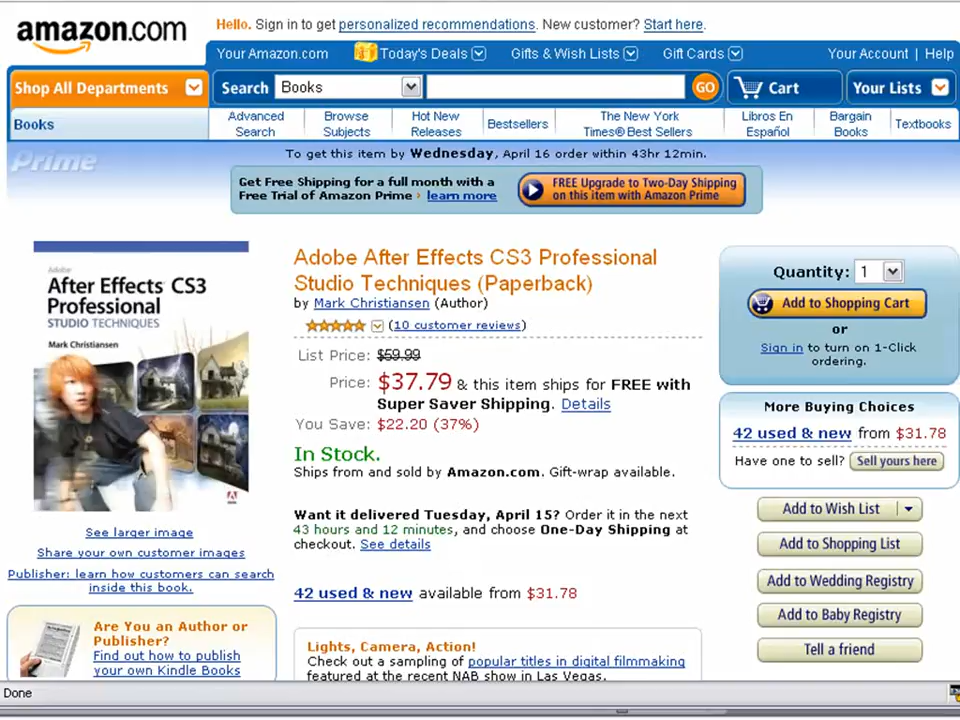 amazon.com
Hello. Sign in to get personalized recommendations. New customer? Start here.
Your Amazon.com
Today's Deals
Gifts & Wish Lists
Gift Cards
Your Account | Help
Shop All Departments
Search
Books
GO
Cart
Your Lists
Books
Advanced
Search
Browse
Subjects
Hot New
Releases
Bestsellers
The New York
Times® Best Sellers
Libros En
Español
Bargain
Books
Textbooks
Prime
To get this item by Wednesday, April 16 order within 43hr 12min.
Get Free Shipping for a full month with a
Free Trial of Amazon Prime › learn more
FREE Upgrade to Two-Day Shipping
on this item with Amazon Prime
Adobe
After Effects CS3
Professional
STUDIO TECHNIQUES
Mark Christiansen
Adobe After Effects CS3 Professional
Studio Techniques (Paperback)
by Mark Christiansen (Author)
(10 customer reviews)
List Price: $59.99
Price: $37.79 & this item ships for FREE with
Super Saver Shipping. Details
You Save: $22.20 (37%)
In Stock.
Ships from and sold by Amazon.com. Gift-wrap available.
Want it delivered Tuesday, April 15? Order it in the next
43 hours and 12 minutes, and choose One-Day Shipping at
checkout. See details
42 used & new available from $31.78
Lights, Camera, Action!
Check out a sampling of popular titles in digital filmmaking
featured at the recent NAB show in Las Vegas.
See larger image
Share your own customer images
Publisher: learn how customers can search
inside this book.
Are You an Author or
Publisher?
Find out how to publish
your own Kindle Books
Quantity: 1
Add to Shopping Cart
or
Sign in to turn on 1-Click
ordering.
More Buying Choices
42 used & new from $31.78
Have one to sell? Sell yours here
Add to Wish List
Add to Shopping List
Add to Wedding Registry
Add to Baby Registry
Tell a friend
Done